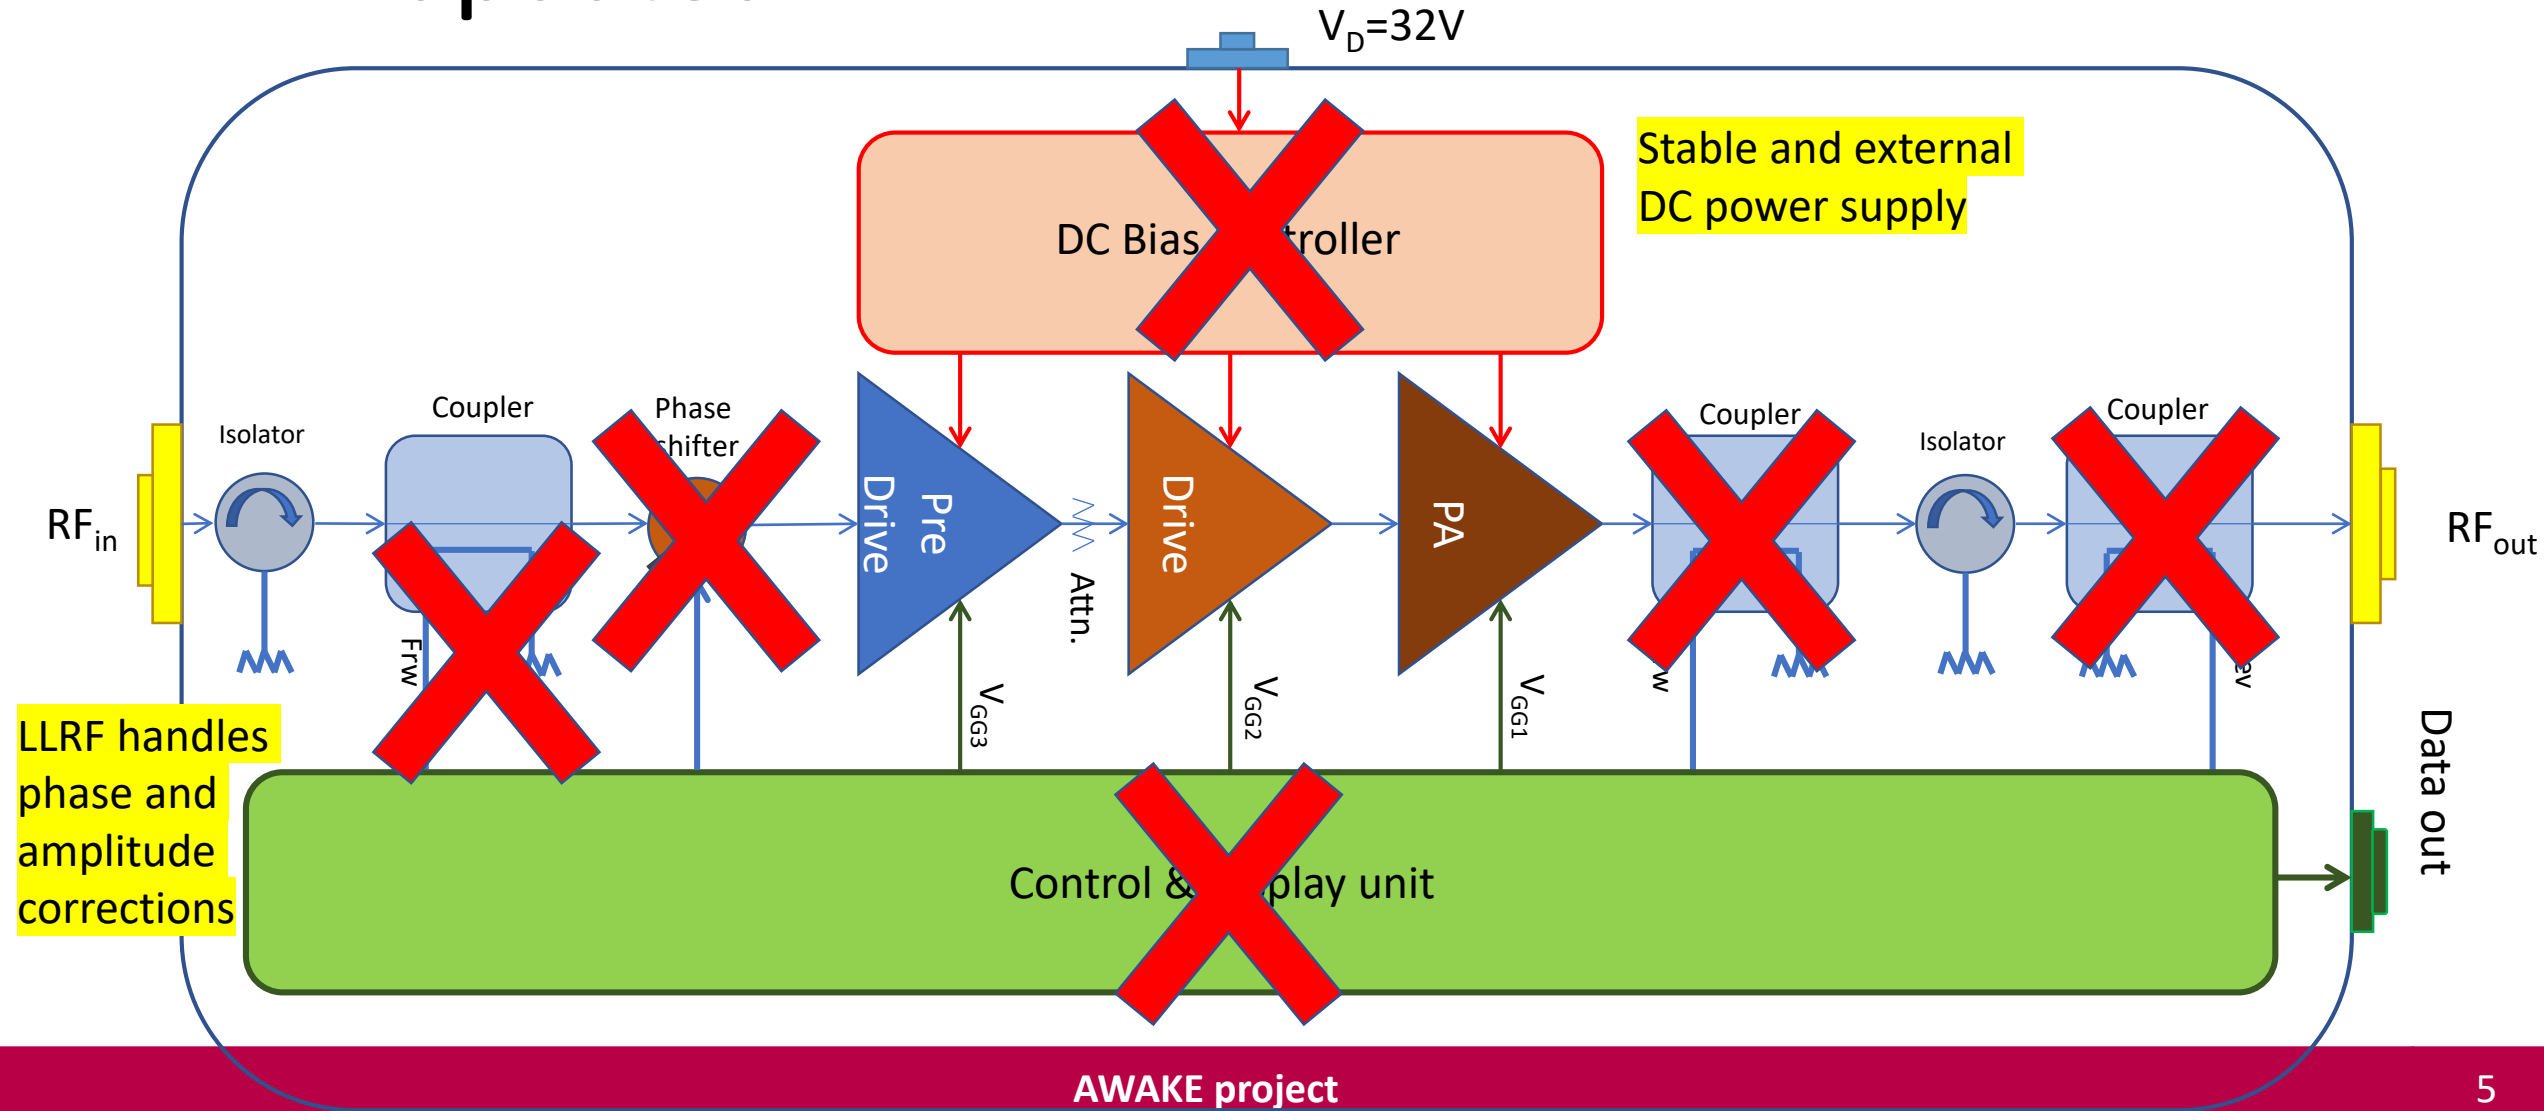 V_D=32V
Stable and external
DC power supply
DC Bias troller
Isolator
Coupler
Phase
shifter
Coupler
Isolator
Coupler
RF_in
Pre
Drive
Attn.
Drive
PA
RF_out
Frw
V_GG3
V_GG2
V_GG1
LLRF handles
phase and
amplitude
corrections
Data out
Control & play unit
AWAKE project
5